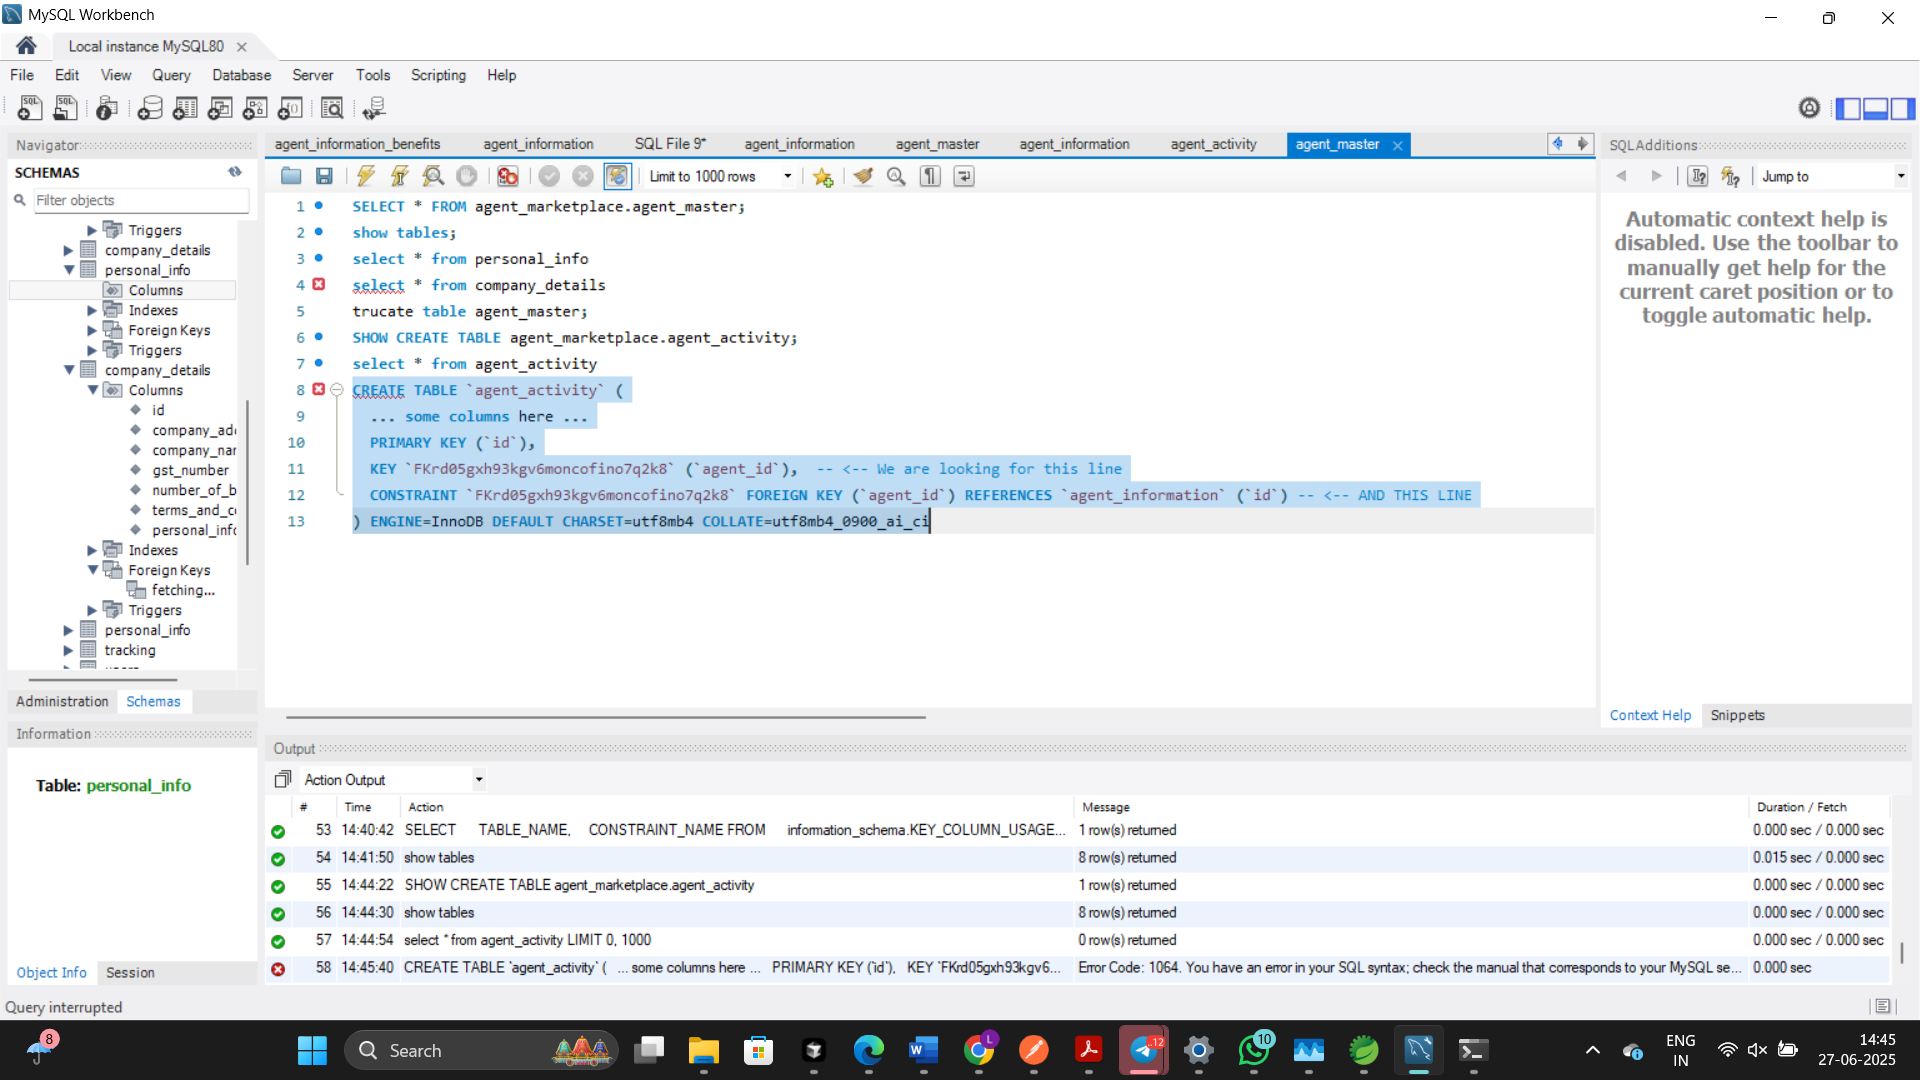 MySQL Workbench
Local instance MySQL80
File Edit View Query Database Server Tools Scripting Help
Navigator
SCHEMAS
Filter objects
Triggers
company_details
personal_info
Columns
Indexes
Foreign Keys
Triggers
company_details
Columns
id
company_add
company_nar
gst_number
number_of_b
terms_and_c
personal_info
Indexes
Foreign Keys
fetching...
Triggers
personal_info
tracking
Administration Schemas
Information
Table: personal_info
Object Info Session
Query interrupted
agent_information_benefits agent_information SQL File 9* agent_information agent_master agent_information agent_activity agent_master
Limit to 1000 rows
1 SELECT * FROM agent_marketplace.agent_master;
2 show tables;
3 select * from personal_info
4 select * from company_details
5 trucate table agent_master;
6 SHOW CREATE TABLE agent_marketplace.agent_activity;
7 select * from agent_activity
8 CREATE TABLE `agent_activity` (
9 ... some columns here ...
10 PRIMARY KEY (`id`),
11 KEY `FKrd05gxh93kgv6moncofino7q2k8` (`agent_id`), -- <-- We are looking for this line
12 CONSTRAINT `FKrd05gxh93kgv6moncofino7q2k8` FOREIGN KEY (`agent_id`) REFERENCES `agent_information` (`id`) -- <-- AND THIS LINE
13 ) ENGINE=InnoDB DEFAULT CHARSET=utf8mb4 COLLATE=utf8mb4_0900_ai_ci
SQLAdditions
Jump to
Automatic context help is
disabled. Use the toolbar to
manually get help for the
current caret position or to
toggle automatic help.
Context Help Snippets
Output
Action Output
# Time Action Message Duration / Fetch
53 14:40:42 SELECT TABLE_NAME, CONSTRAINT_NAME FROM information_schema.KEY_COLUMN_USAGE... 1 row(s) returned 0.000 sec / 0.000 sec
54 14:41:50 show tables 8 row(s) returned 0.015 sec / 0.000 sec
55 14:44:22 SHOW CREATE TABLE agent_marketplace.agent_activity 1 row(s) returned 0.000 sec / 0.000 sec
56 14:44:30 show tables 8 row(s) returned 0.000 sec / 0.000 sec
57 14:44:54 select * from agent_activity LIMIT 0, 1000 0 row(s) returned 0.000 sec / 0.000 sec
58 14:45:40 CREATE TABLE `agent_activity` ( ... some columns here ... PRIMARY KEY (`id`), KEY `FKrd05gxh93kgv6... Error Code: 1064. You have an error in your SQL syntax; check the manual that corresponds to your MySQL se... 0.000 sec
8
Search
L
..12
10
ENG
IN
14:45
27-06-2025